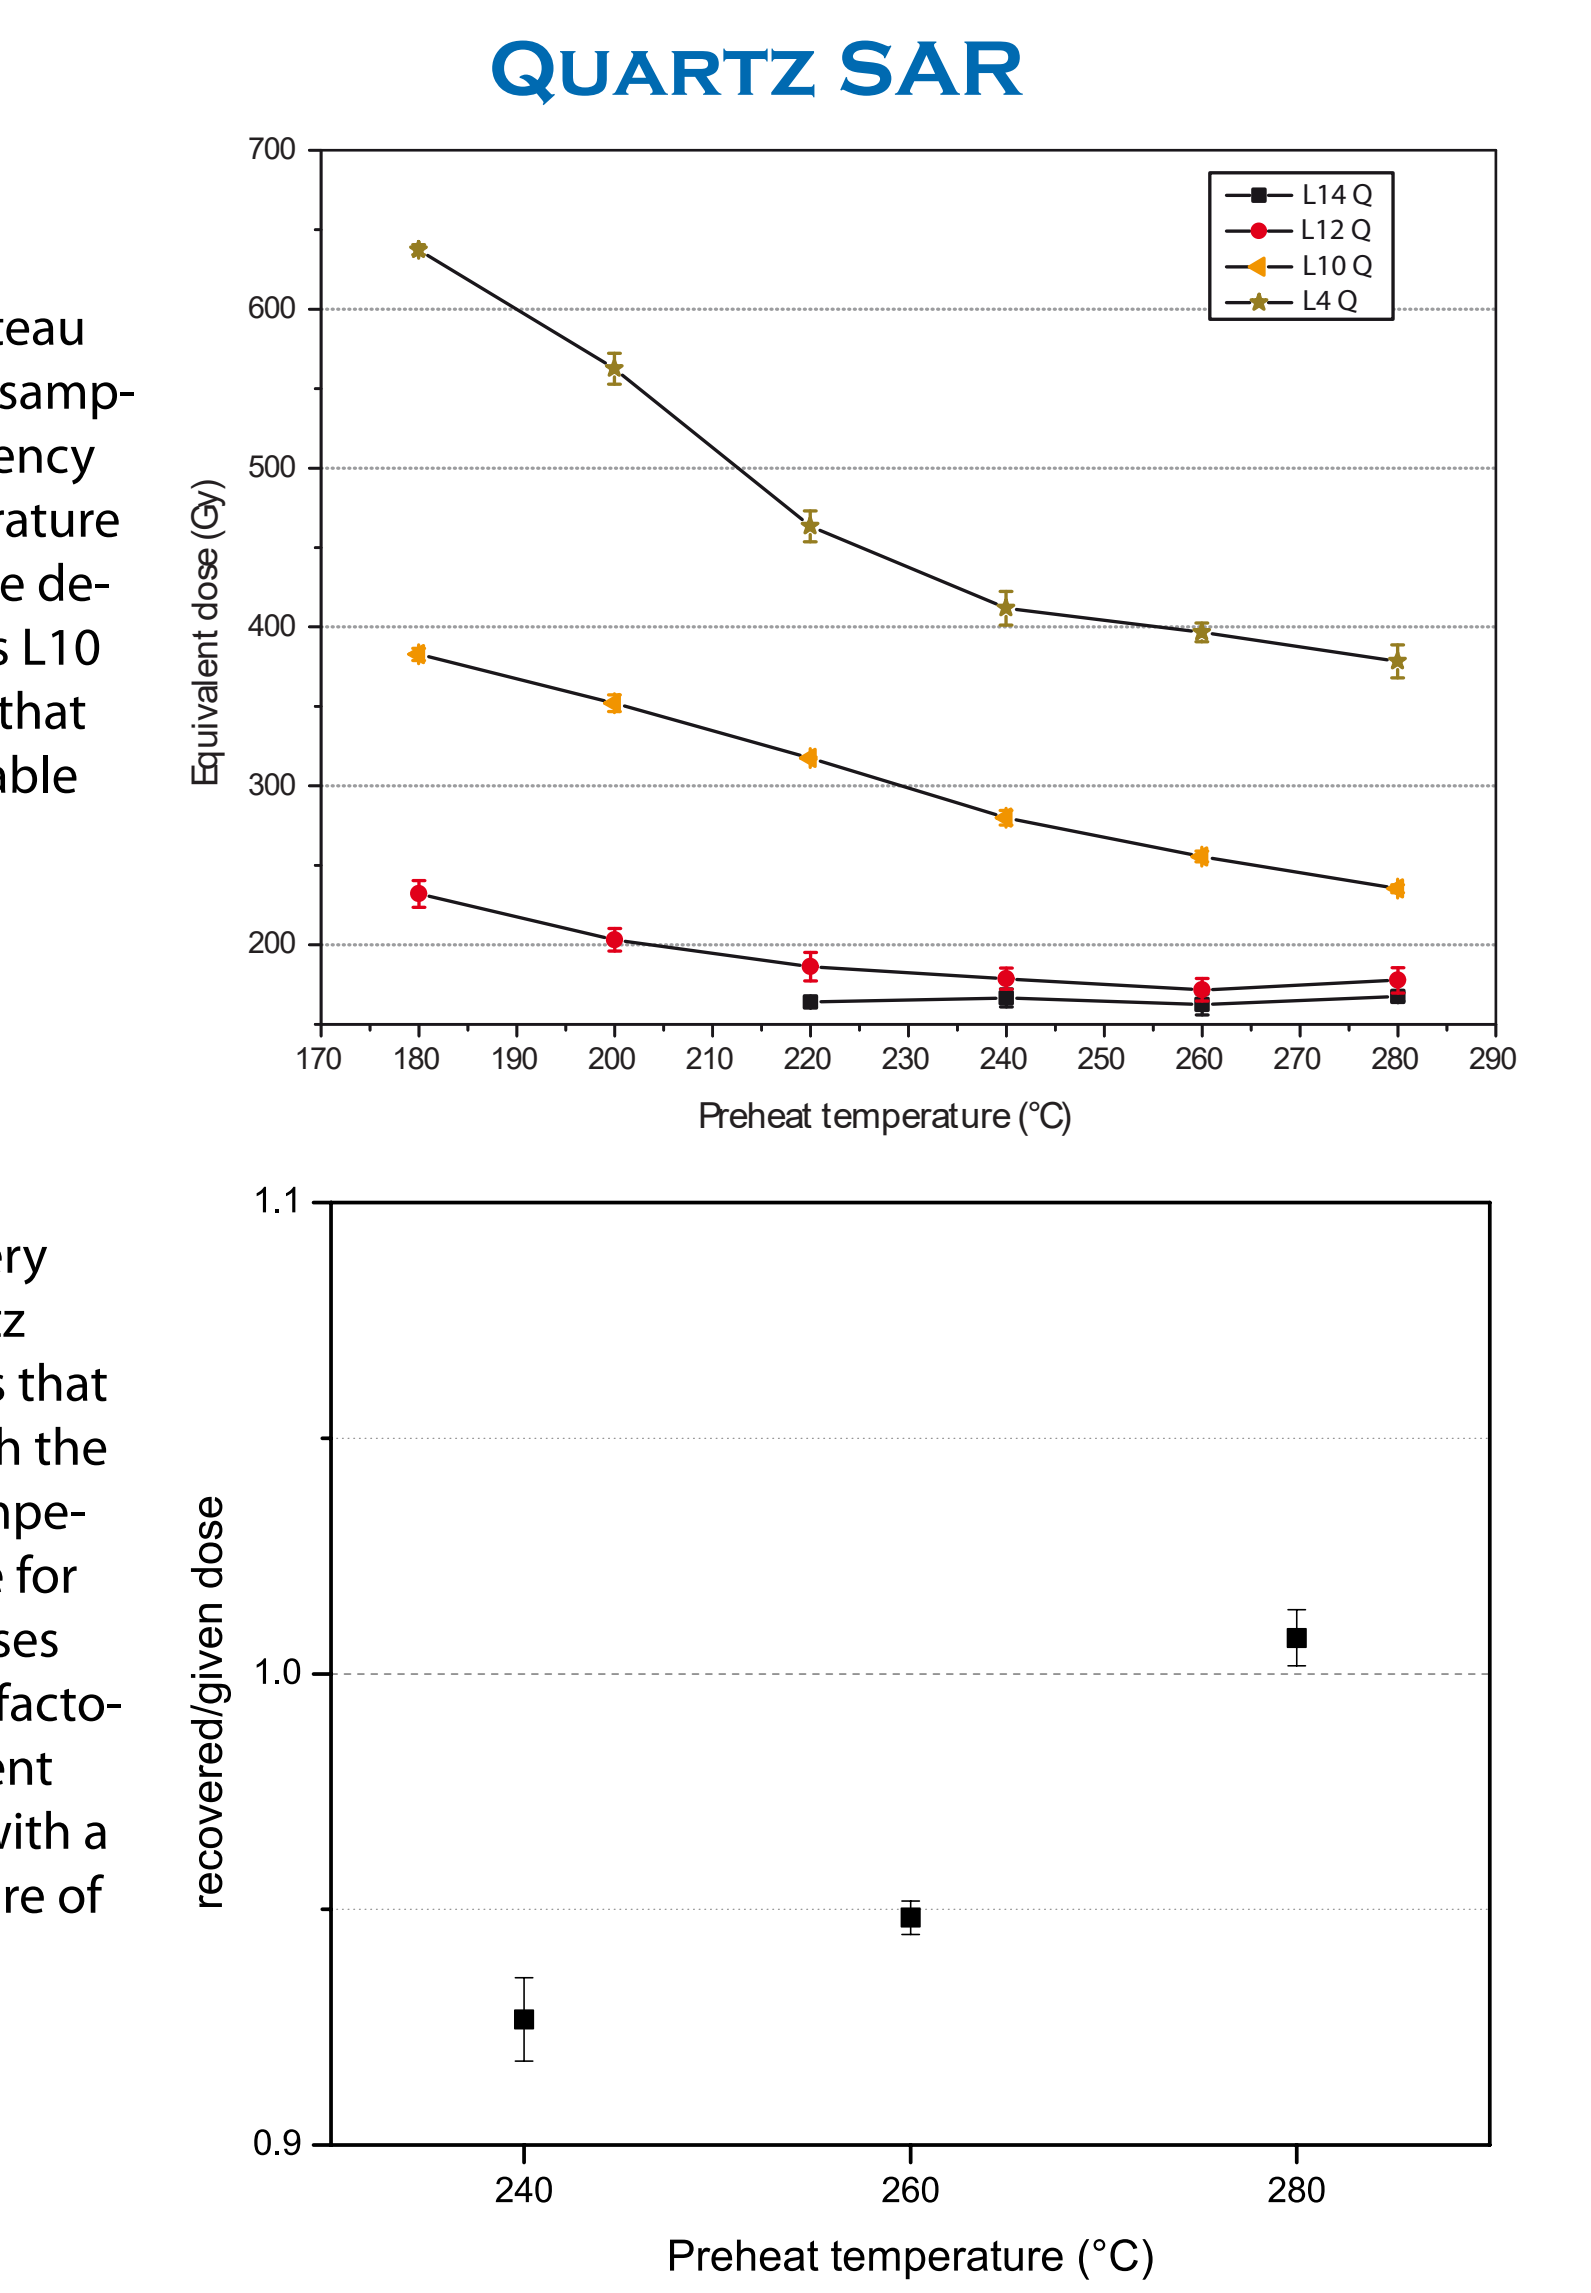 QUARTZ SAR
teau
samp-
ency
rature
e de-
s L10
that
able
700
600
500
400
300
200
Equivalent dose (Gy)
L14 Q
L12 Q
L10 Q
L4 Q
170 180 190 200 210 220 230 240 250 260 270 280 290
Preheat temperature (°C)
ery
tz
s that
h the
mpe-
e for
ses
facto-
ent
with a
re of
1.1
1.0
0.9
recovered/given dose
240 260 280
Preheat temperature (°C)